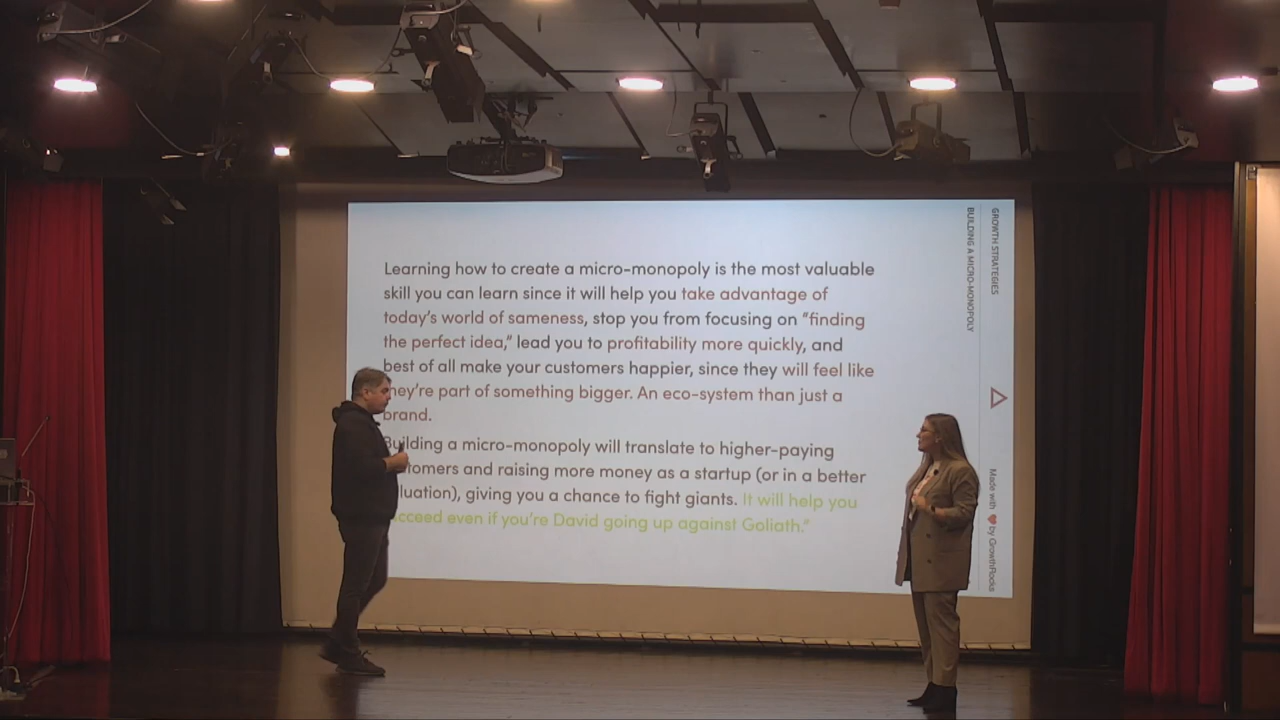 Learning how to create a micro-monopoly is the most valuable
skill you can learn since it will help you take advantage of
today's world of sameness, stop you from focusing on "finding
the perfect idea," lead you to profitability more quickly, and
best of all make your customers happier, since they will feel like
they're part of something bigger. An eco-system than just a
brand.
Building a micro-monopoly will translate to higher-paying
tomers and raising more money as a startup (or in a better
luation), giving you a chance to fight giants. It will help you
cceed even if you're David going up against Goliath."
GROWTH STRATEGIES
BUILDING A MICRO-MONOPOLY
Made with ❤ by GrowthRocks